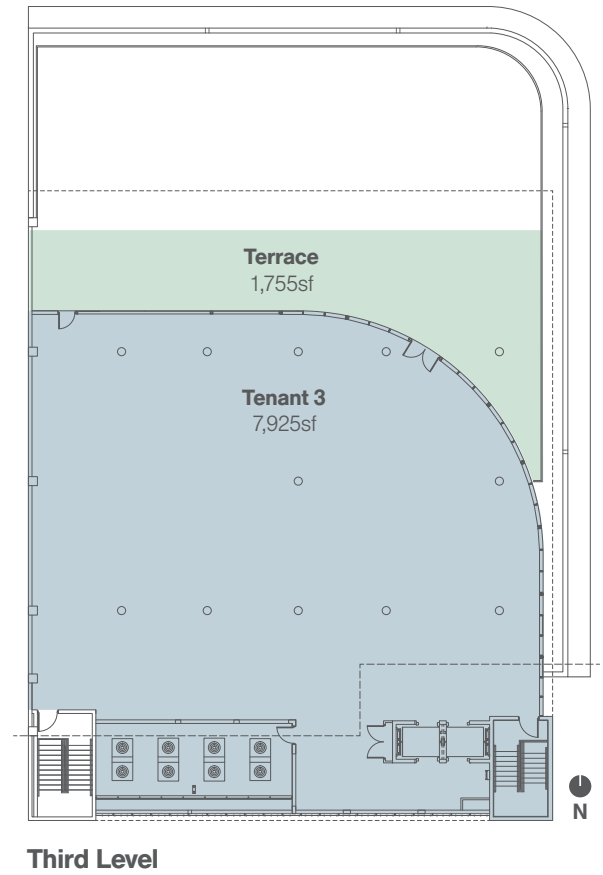 Terrace
1,755sf
Tenant 3
7,925sf
N
Third Level